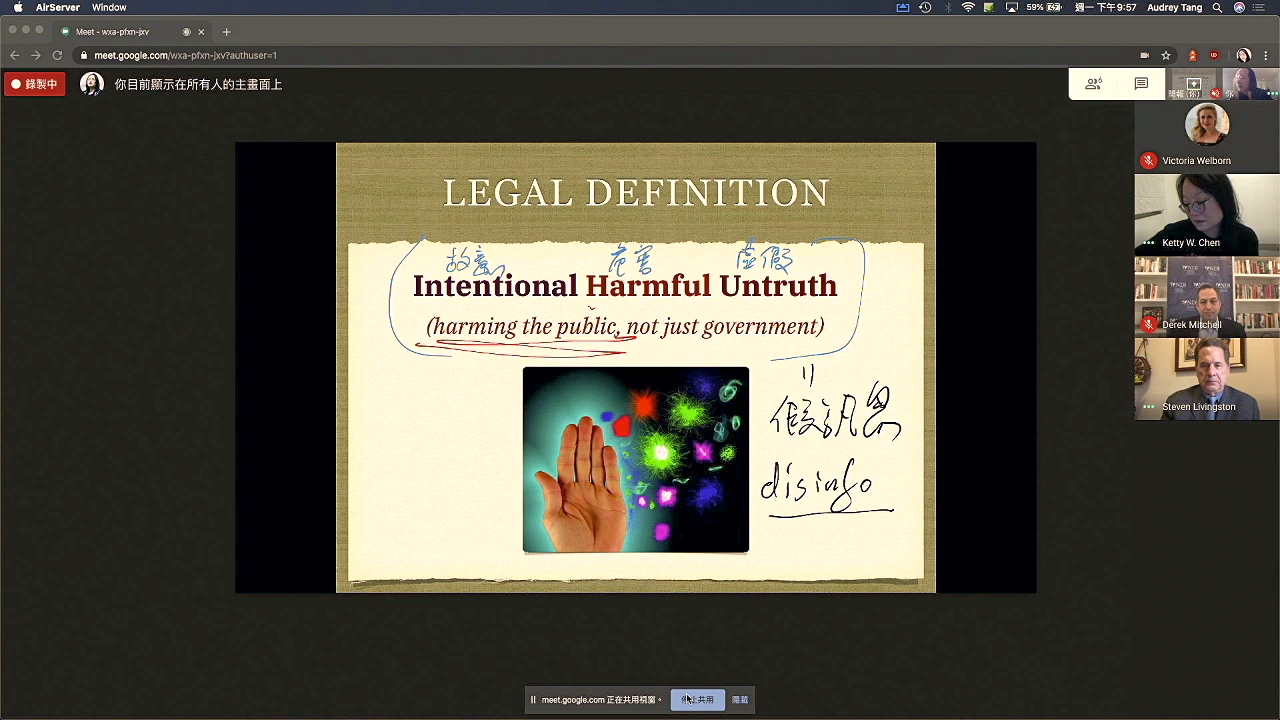 AirServer Window
59% 週一 下午9:57 Audrey Tang
Meet - wxa-pfxn-jxv
meet.google.com/wxa-pfxn-jxv?authuser=1
錄製中
你目前顯示在所有人的主畫面上
6
你
Victoria Welborn
Ketty W. Chen
Derek Mitchell
Steven Livingston
LEGAL DEFINITION
故意 危害 虛假
Intentional Harmful Untruth
(harming the public, not just government)
假訊息
disinfo
meet.google.com 正在共用視窗。 停止共用 隱藏